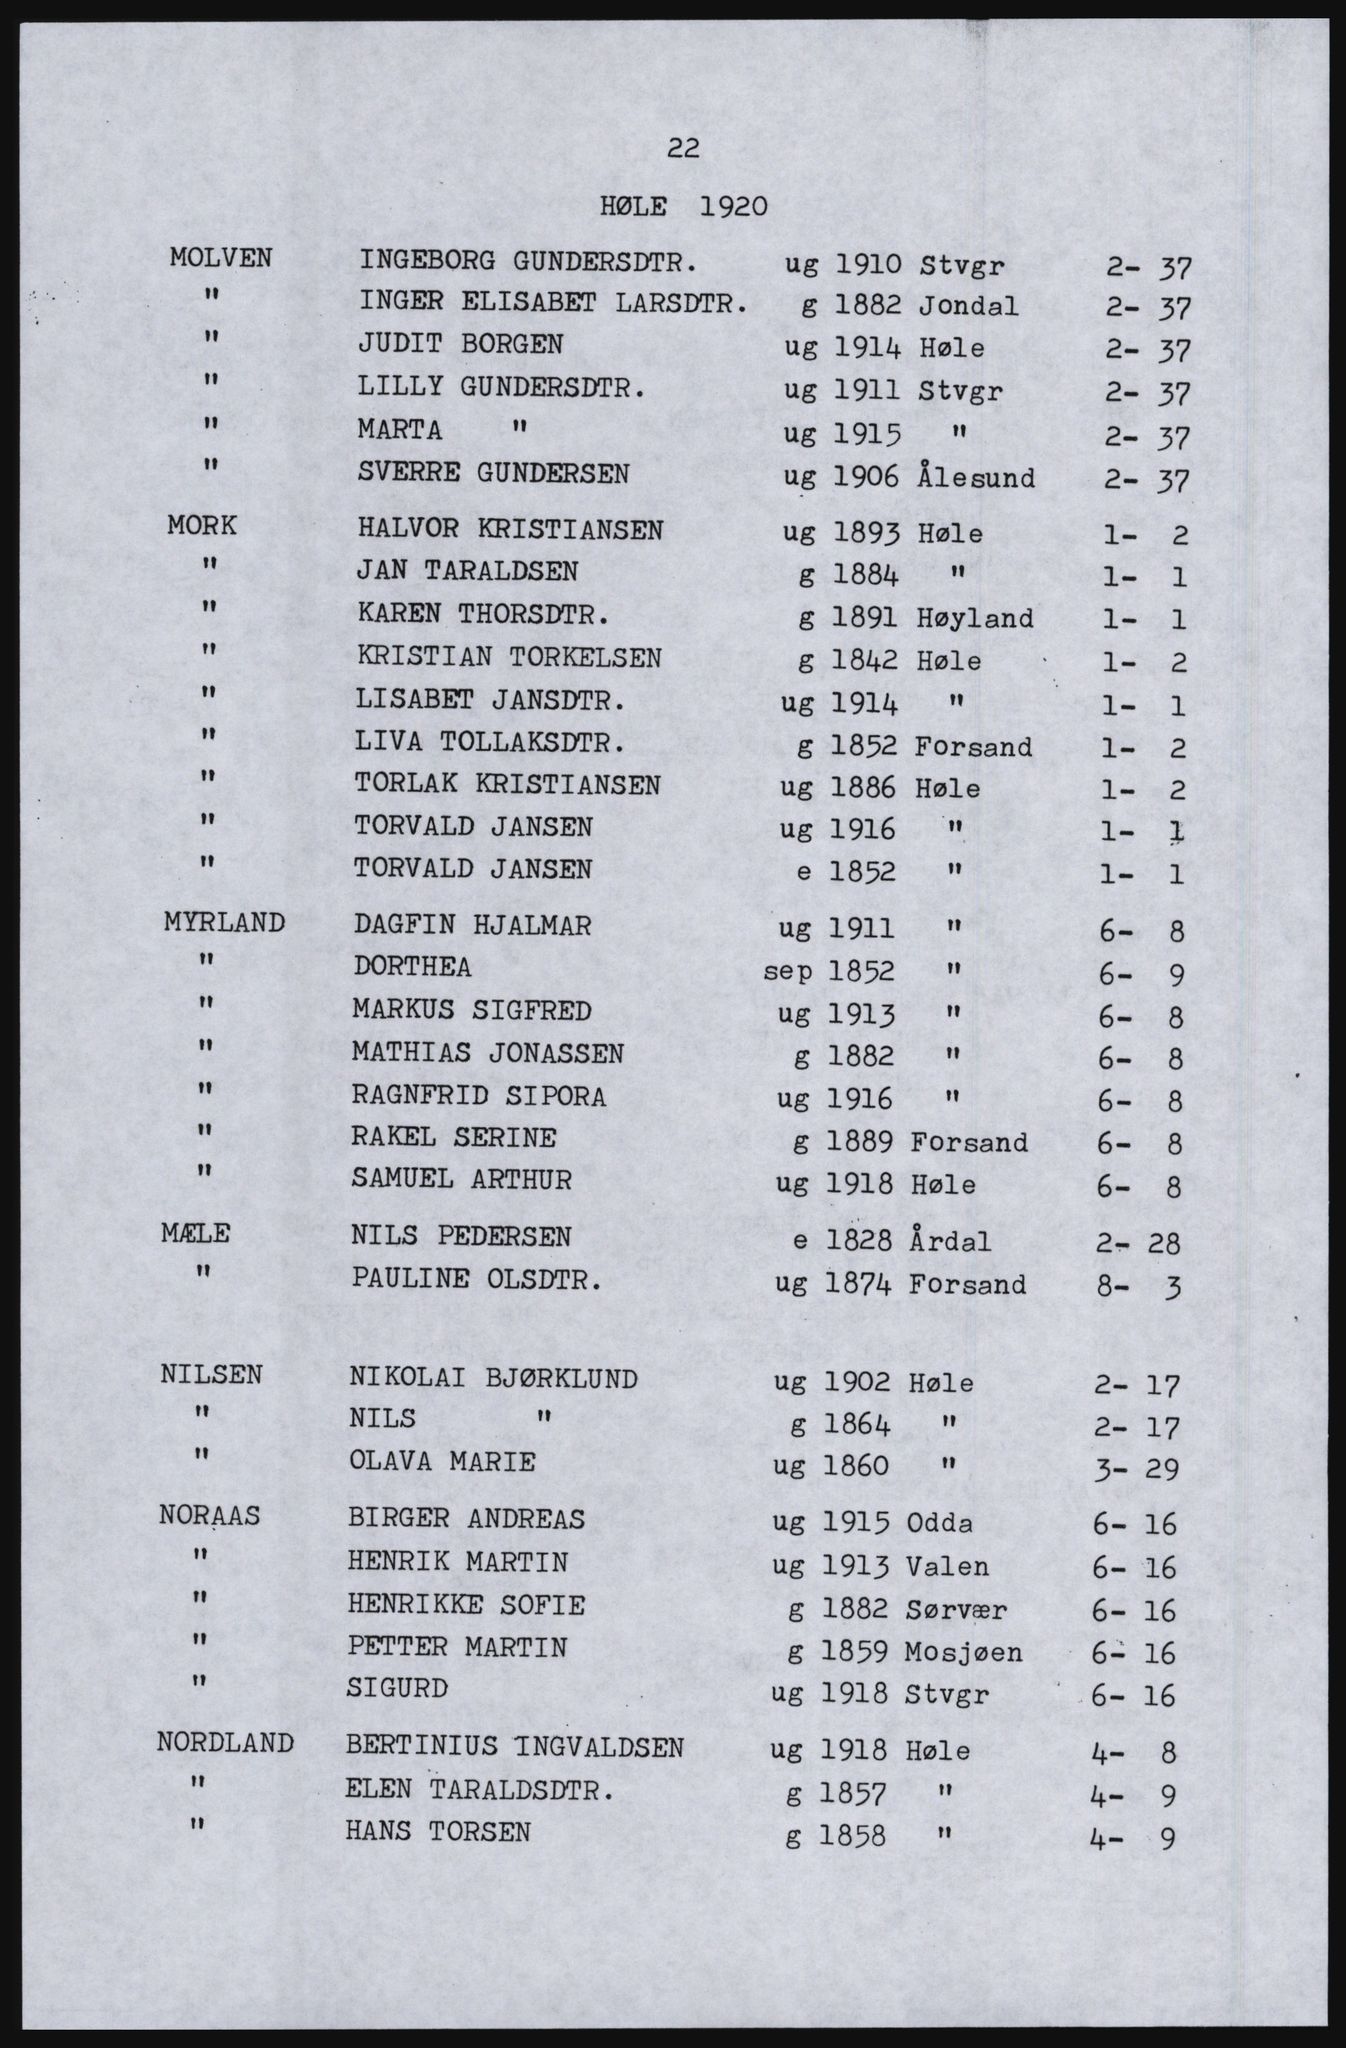 22
HØLE 1920
MOLVEN INGEBORG GUNDERSDTR. ug 1910 Stvgr 2- 37
" INGER ELISABET LARSDTR. g 1882 Jondal 2- 37
" JUDIT BORGEN ug 1914 Høle 2- 37
" LILLY GUNDERSDTR. ug 1911 Stvgr 2- 37
" MARTA " ug 1915 " 2- 37
" SVERRE GUNDERSEN ug 1906 Ålesund 2- 37
MORK HALVOR KRISTIANSEN ug 1893 Høle 1- 2
" JAN TARALDSEN g 1884 " 1- 1
" KAREN THORSDTR. g 1891 Høyland 1- 1
" KRISTIAN TORKELSEN g 1842 Høle 1- 2
" LISABET JANSDTR. ug 1914 " 1- 1
" LIVA TOLLAKSDTR. g 1852 Forsand 1- 2
" TORLAK KRISTIANSEN ug 1886 Høle 1- 2
" TORVALD JANSEN ug 1916 " 1- 1
" TORVALD JANSEN e 1852 " 1- 1
MYRLAND DAGFIN HJALMAR ug 1911 " 6- 8
" DORTHEA sep 1852 " 6- 9
" MARKUS SIGFRED ug 1913 " 6- 8
" MATHIAS JONASSEN g 1882 " 6- 8
" RAGNFRID SIPORA ug 1916 " 6- 8
" RAKEL SERINE g 1889 Forsand 6- 8
" SAMUEL ARTHUR ug 1918 Høle 6- 8
MÆLE NILS PEDERSEN e 1828 Årdal 2- 28
" PAULINE OLSDTR. ug 1874 Forsand 8- 3
NILSEN NIKOLAI BJØRKLUND ug 1902 Høle 2- 17
" NILS " g 1864 " 2- 17
" OLAVA MARIE ug 1860 " 3- 29
NORAAS BIRGER ANDREAS ug 1915 Odda 6- 16
" HENRIK MARTIN ug 1913 Valen 6- 16
" HENRIKKE SOFIE g 1882 Sørvær 6- 16
" PETTER MARTIN g 1859 Mosjøen 6- 16
" SIGURD ug 1918 Stvgr 6- 16
NORDLAND BERTINIUS INGVALDSEN ug 1918 Høle 4- 8
" ELEN TARALDSDTR. g 1857 " 4- 9
" HANS TORSEN g 1858 " 4- 9